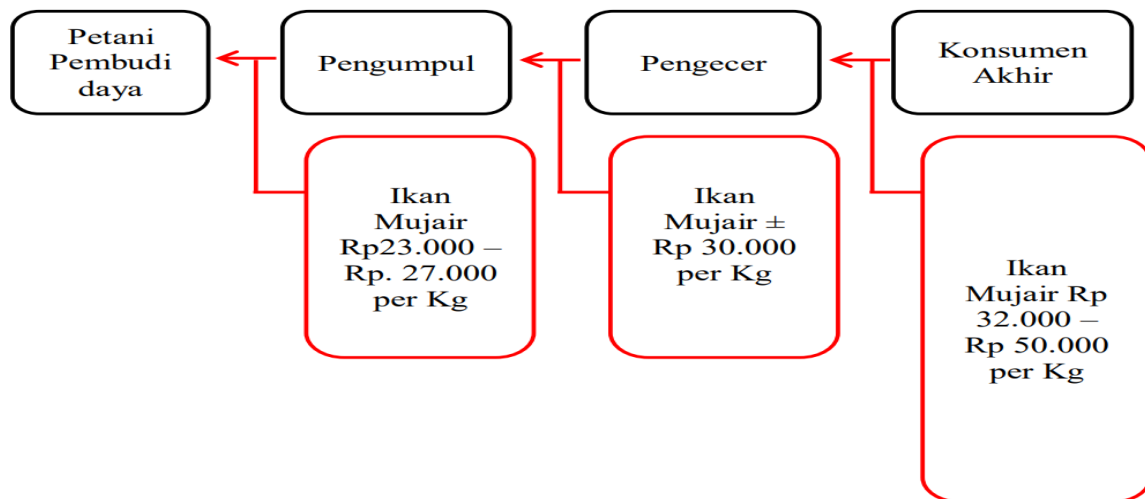 Petani
Pembudi
daya
Pengumpul
Pengecer
Konsumen
Akhir
Ikan
Mujair
Rp23.000 –
Rp. 27.000
per Kg
Ikan
Mujair ±
Rp 30.000
per Kg
Ikan
Mujair Rp
32.000 –
Rp 50.000
per Kg